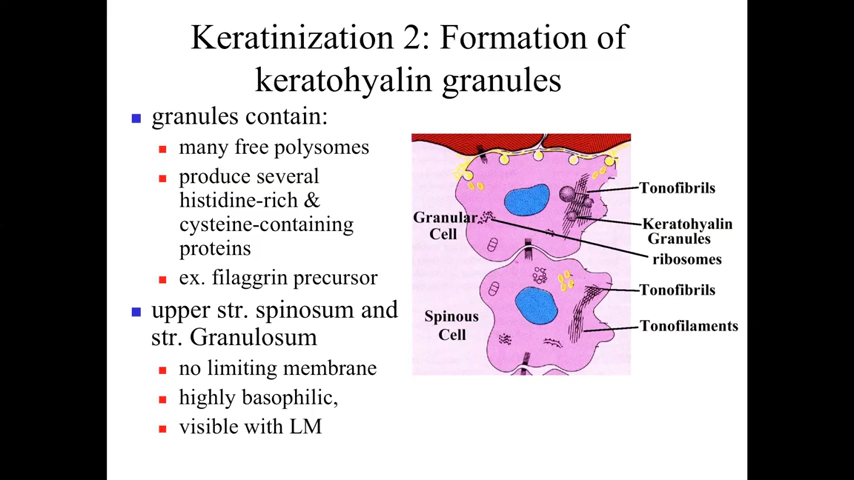 Keratinization 2: Formation of
keratohyalin granules
granules contain:
many free polysomes
produce several
histidine-rich &
cysteine-containing
proteins
ex. filaggrin precursor
upper str. spinosum and
str. Granulosum
no limiting membrane
highly basophilic,
visible with LM
Tonofibrils
Granular
Cell
Keratohyalin
Granules
ribosomes
Tonofibrils
Spinous
Cell
Tonofilaments